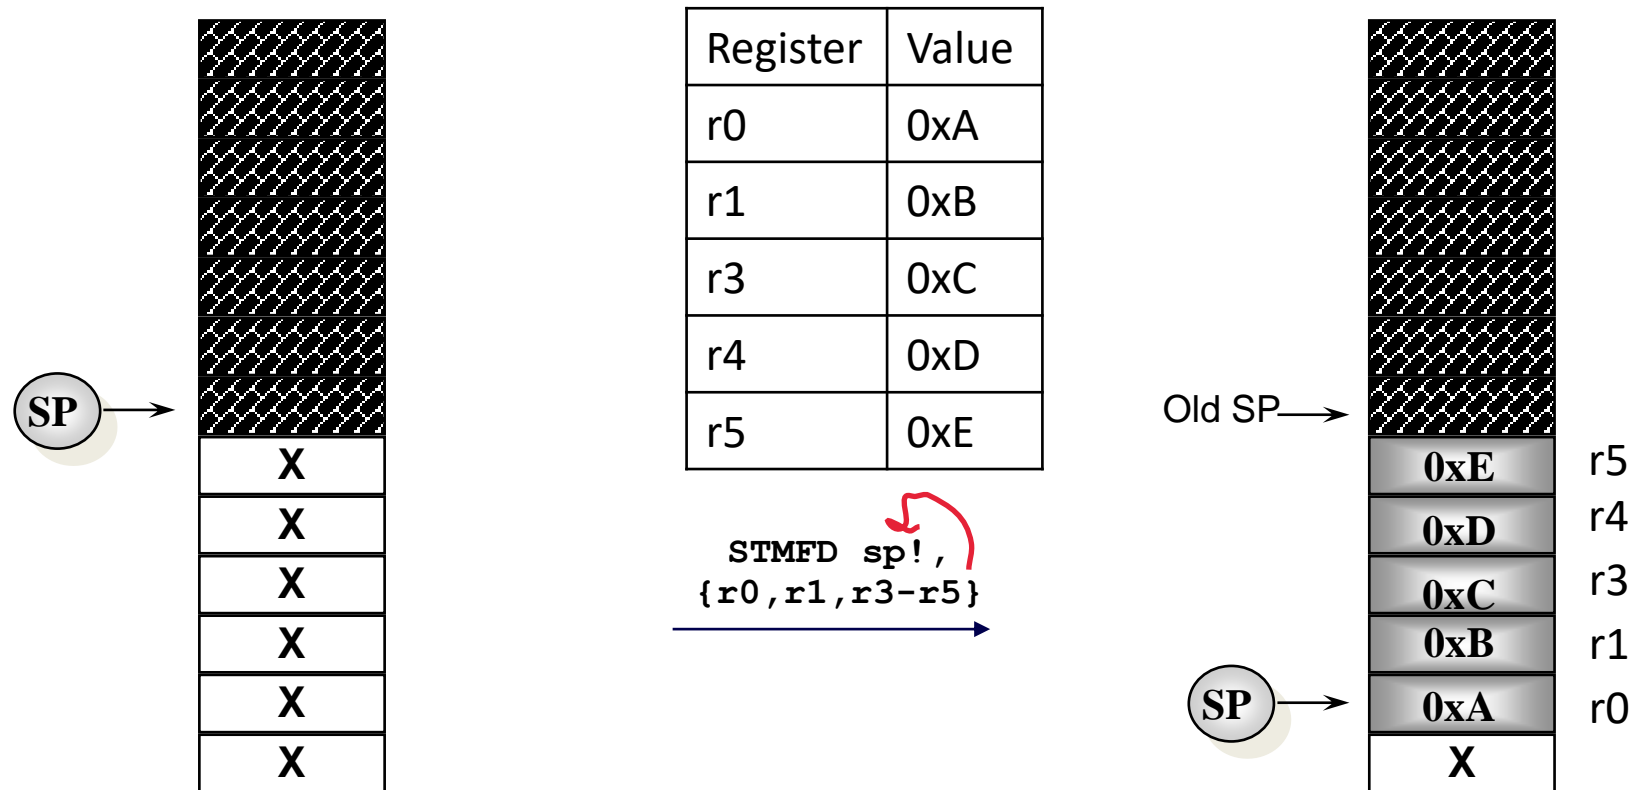 SP
X
X
X
X
X
X
Register Value
r0 0xA
r1 0xB
r3 0xC
r4 0xD
r5 0xE
STMFD sp!,
{r0,r1,r3-r5}
Old SP
0xE r5
0xD r4
0xC r3
0xB r1
SP 0xA r0
X